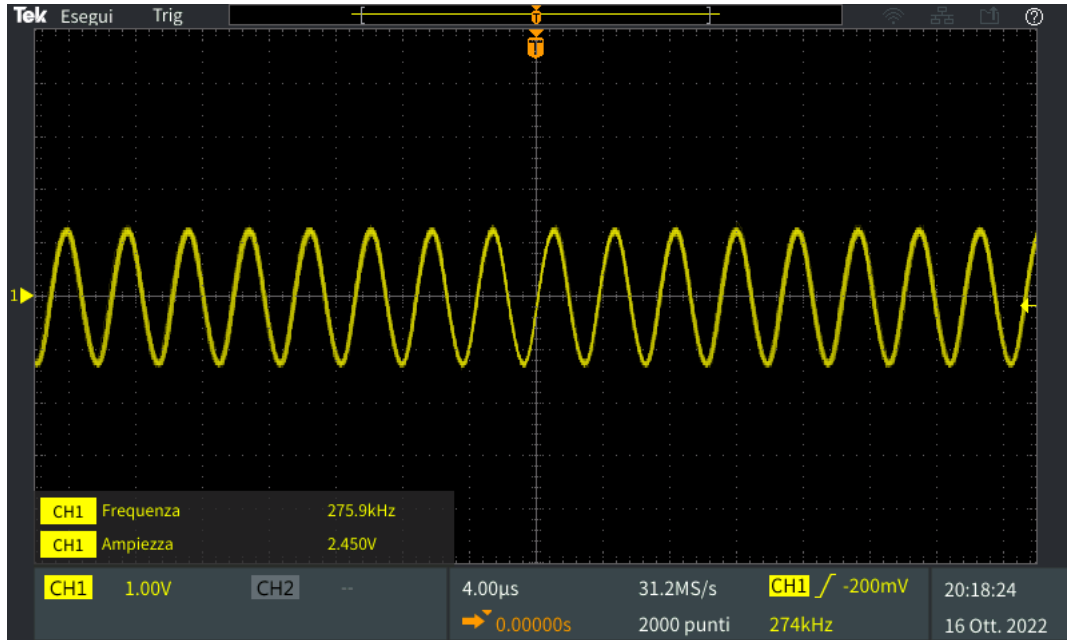 Tek Esegui Trig
T
T
1
CH1 Frequenza 275.9kHz
CH1 Ampiezza 2.450V
CH1 1.00V CH2 -- 4.00µs 31.2MS/s CH1 -200mV 20:18:24
0.00000s 2000 punti 274kHz 16 Ott. 2022